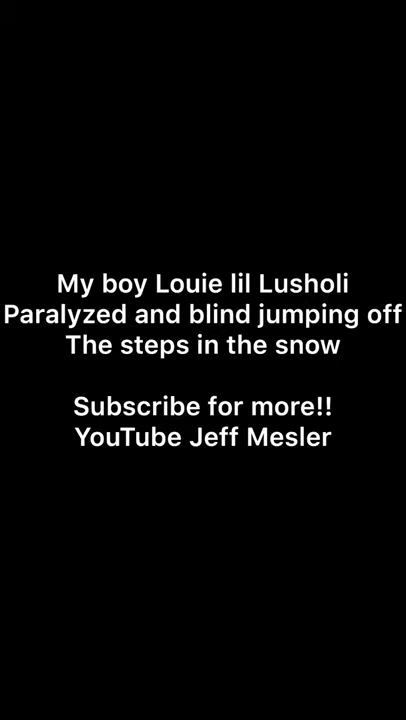 My boy Louie lil Lusholi
Paralyzed and blind jumping off
The steps in the snow
Subscribe for more!!
YouTube Jeff Mesler